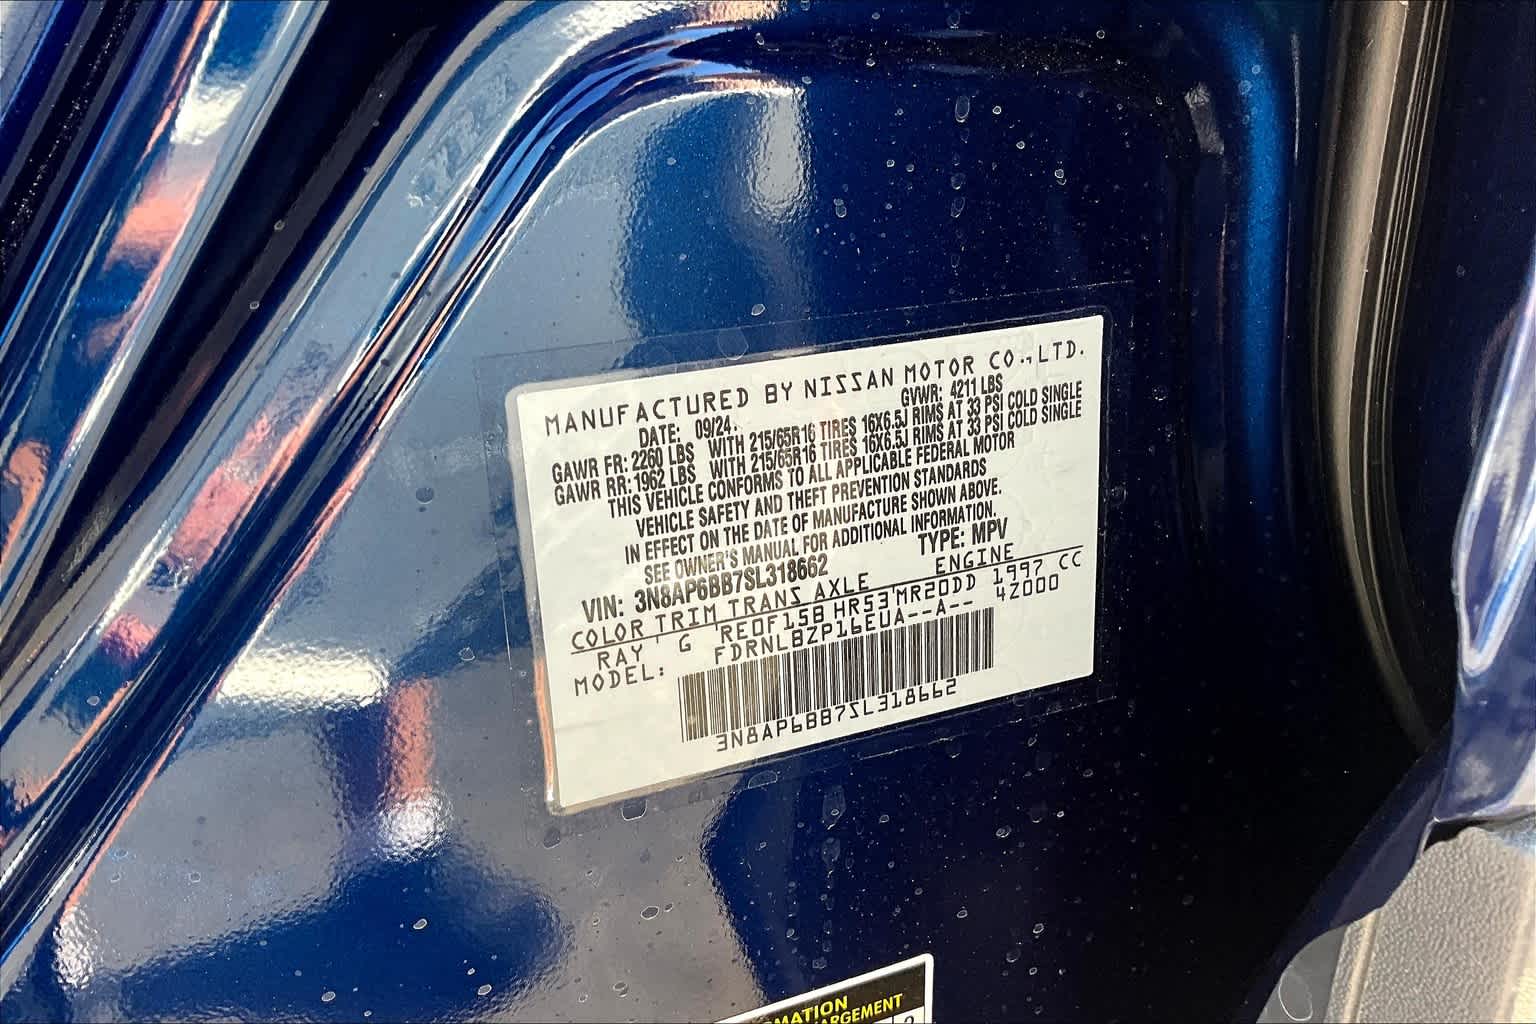 MANUFACTURED BY NISSAN MOTOR CO.,LTD.
DATE: 09/24. GVWR: 4211 LBS
GAWR FR: 2260 LBS WITH 215/65R16 TIRES 16X6.5J RIMS AT 33 PSI COLD SINGLE
GAWR RR: 1962 LBS WITH 215/65R16 TIRES 16X6.5J RIMS AT 33 PSI COLD SINGLE
THIS VEHICLE CONFORMS TO ALL APPLICABLE FEDERAL MOTOR
VEHICLE SAFETY AND THEFT PREVENTION STANDARDS
IN EFFECT ON THE DATE OF MANUFACTURE SHOWN ABOVE.
SEE OWNER'S MANUAL FOR ADDITIONAL INFORMATION.
VIN: 3N8AP6BB7SL318662 TYPE: MPV
COLOR TRIM TRANS AXLE ENGINE
RAY G RE0F15B HR53 MR20DD 1997 CC
MODEL: FDRNLBZP16EUA--A-- 4Z000
3N8AP6BB7SL318662
MATION
ARGEMENT